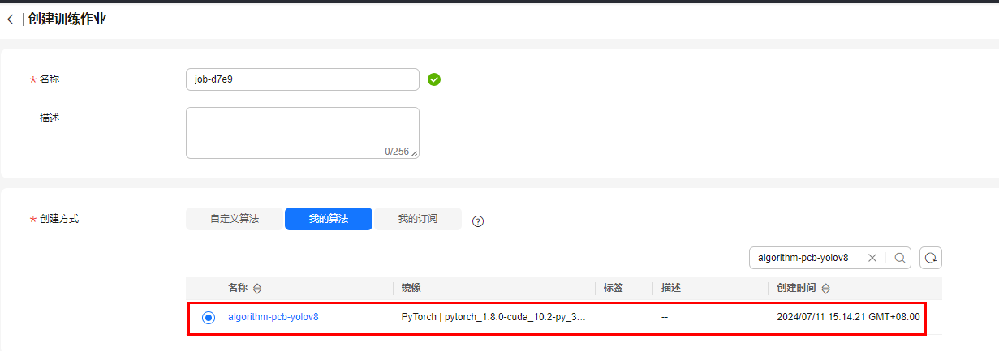 创建训练作业
* 名称
job-d7e9
描述
0/256
* 创建方式
自定义算法 我的算法 我的订阅 ?
algorithm-pcb-yolov8
名称 镜像 标签 描述 创建时间
algorithm-pcb-yolov8 PyTorch | pytorch_1.8.0-cuda_10.2-py_3... -- 2024/07/11 15:14:21 GMT+08:00